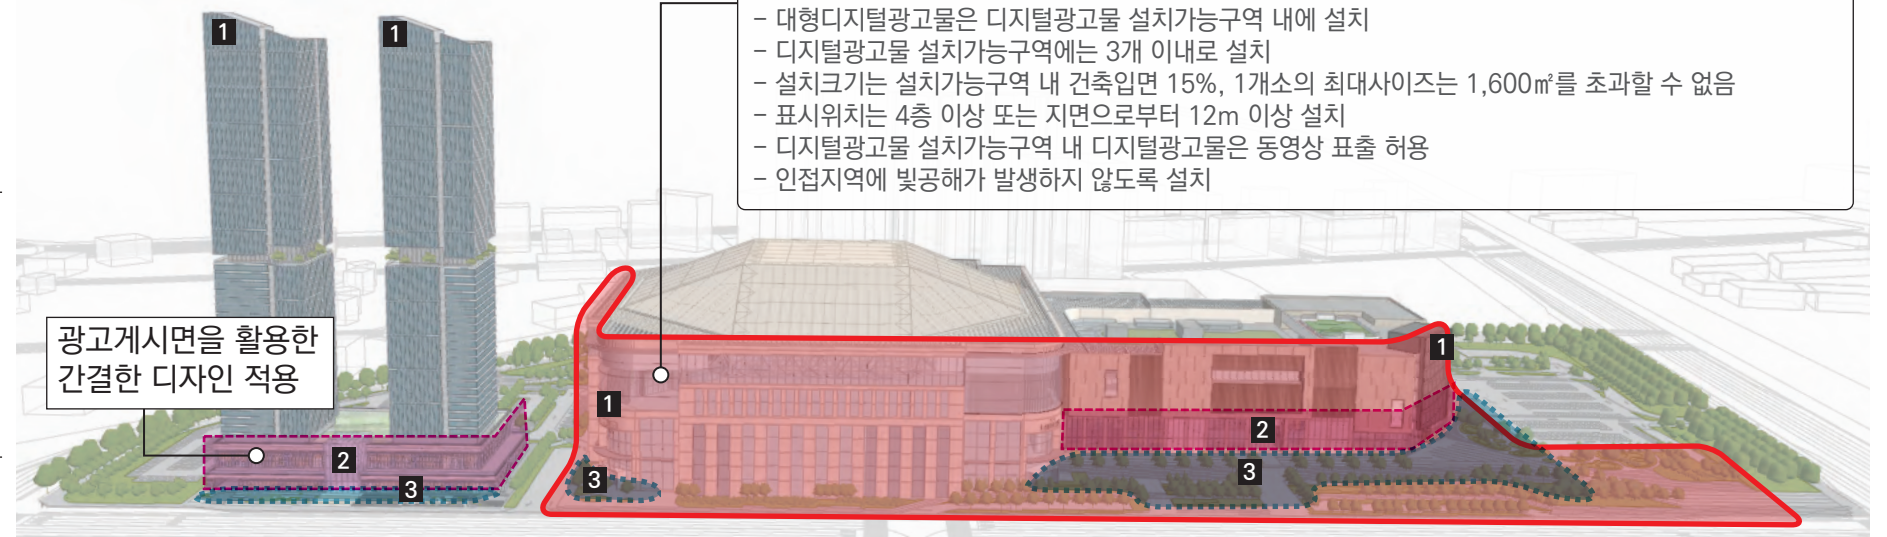 1
1
- 대형디지털광고물은 디지털광고물 설치가능구역 내에 설치
- 디지털광고물 설치가능구역에는 3개 이내로 설치
- 설치크기는 설치가능구역 내 건축입면 15%, 1개소의 최대사이즈는 1,600㎡를 초과할 수 없음
- 표시위치는 4층 이상 또는 지면으로부터 12m 이상 설치
- 디지털광고물 설치가능구역 내 디지털광고물은 동영상 표출 허용
- 인접지역에 빛공해가 발생하지 않도록 설치
광고게시면을 활용한
간결한 디자인 적용
1
1
2
2
3
3
3